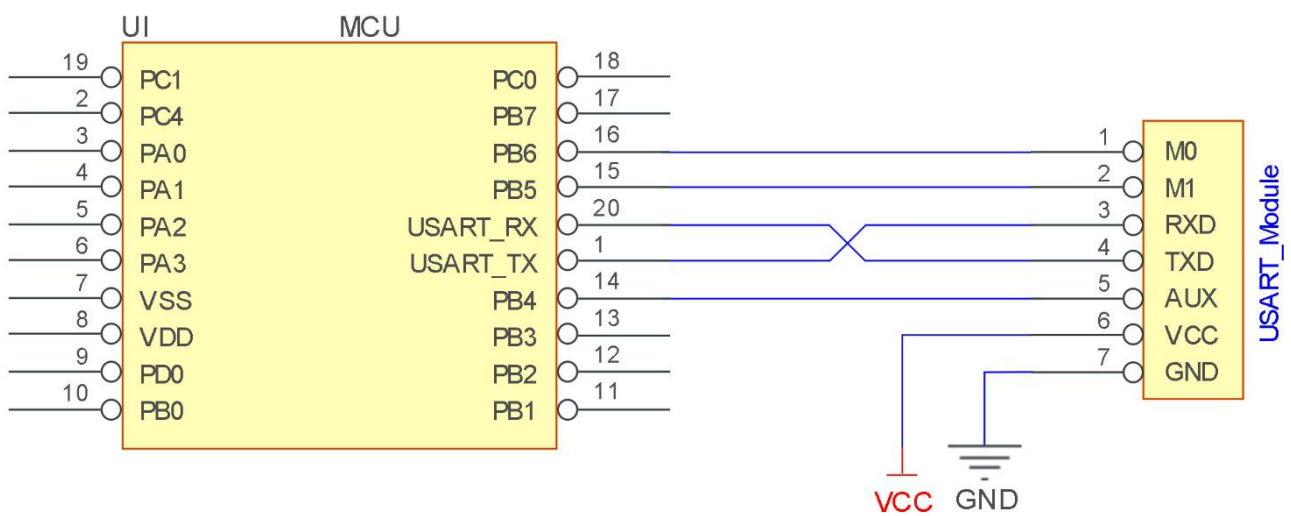 UI MCU
19 PC1 PC0 18
2 PC4 PB7 17
3 PA0 PB6 16 1 M0
4 PA1 PB5 15 2 M1
5 PA2 USART_RX 20 3 RXD
6 PA3 USART_TX 1 4 TXD
7 VSS PB4 14 5 AUX
8 VDD PB3 13 6 VCC
9 PD0 PB2 12 7 GND
10 PB0 PB1 11
USART_Module
VCC GND